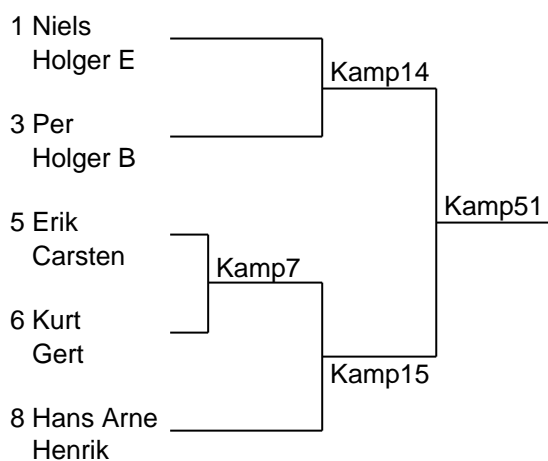 1 Niels
Holger E
Kamp14
3 Per
Holger B
Kamp51
5 Erik
Carsten
Kamp7
6 Kurt
Gert
Kamp15
8 Hans Arne
Henrik